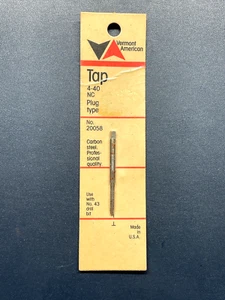 Vermont
American
Tap
4-40
NC
Plug
type
No.
20058
Carbon
steel.
Profes-
sional
quality
Use
with
No. 43
drill
bit
Made
in
U.S.A.